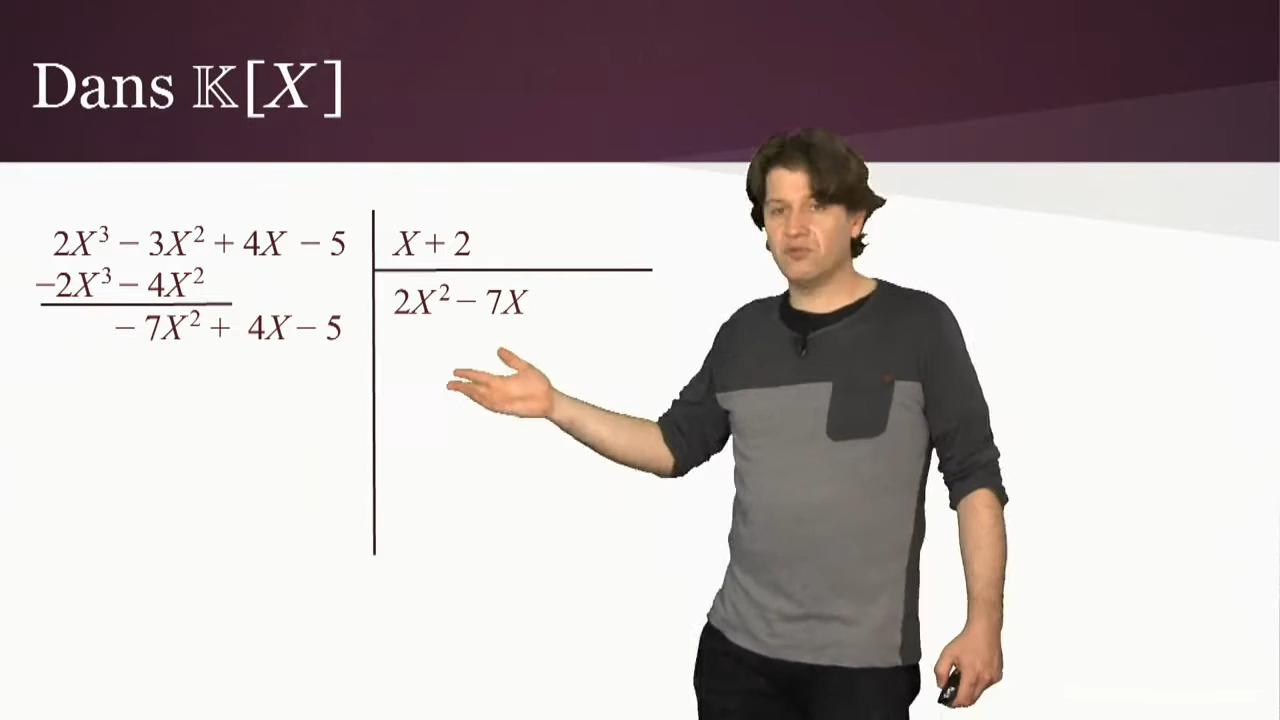 Dans 𝕂[X]
2X³ − 3X² + 4X − 5 | X + 2
−2X³ − 4X²
2X² − 7X
− 7X² + 4X − 5